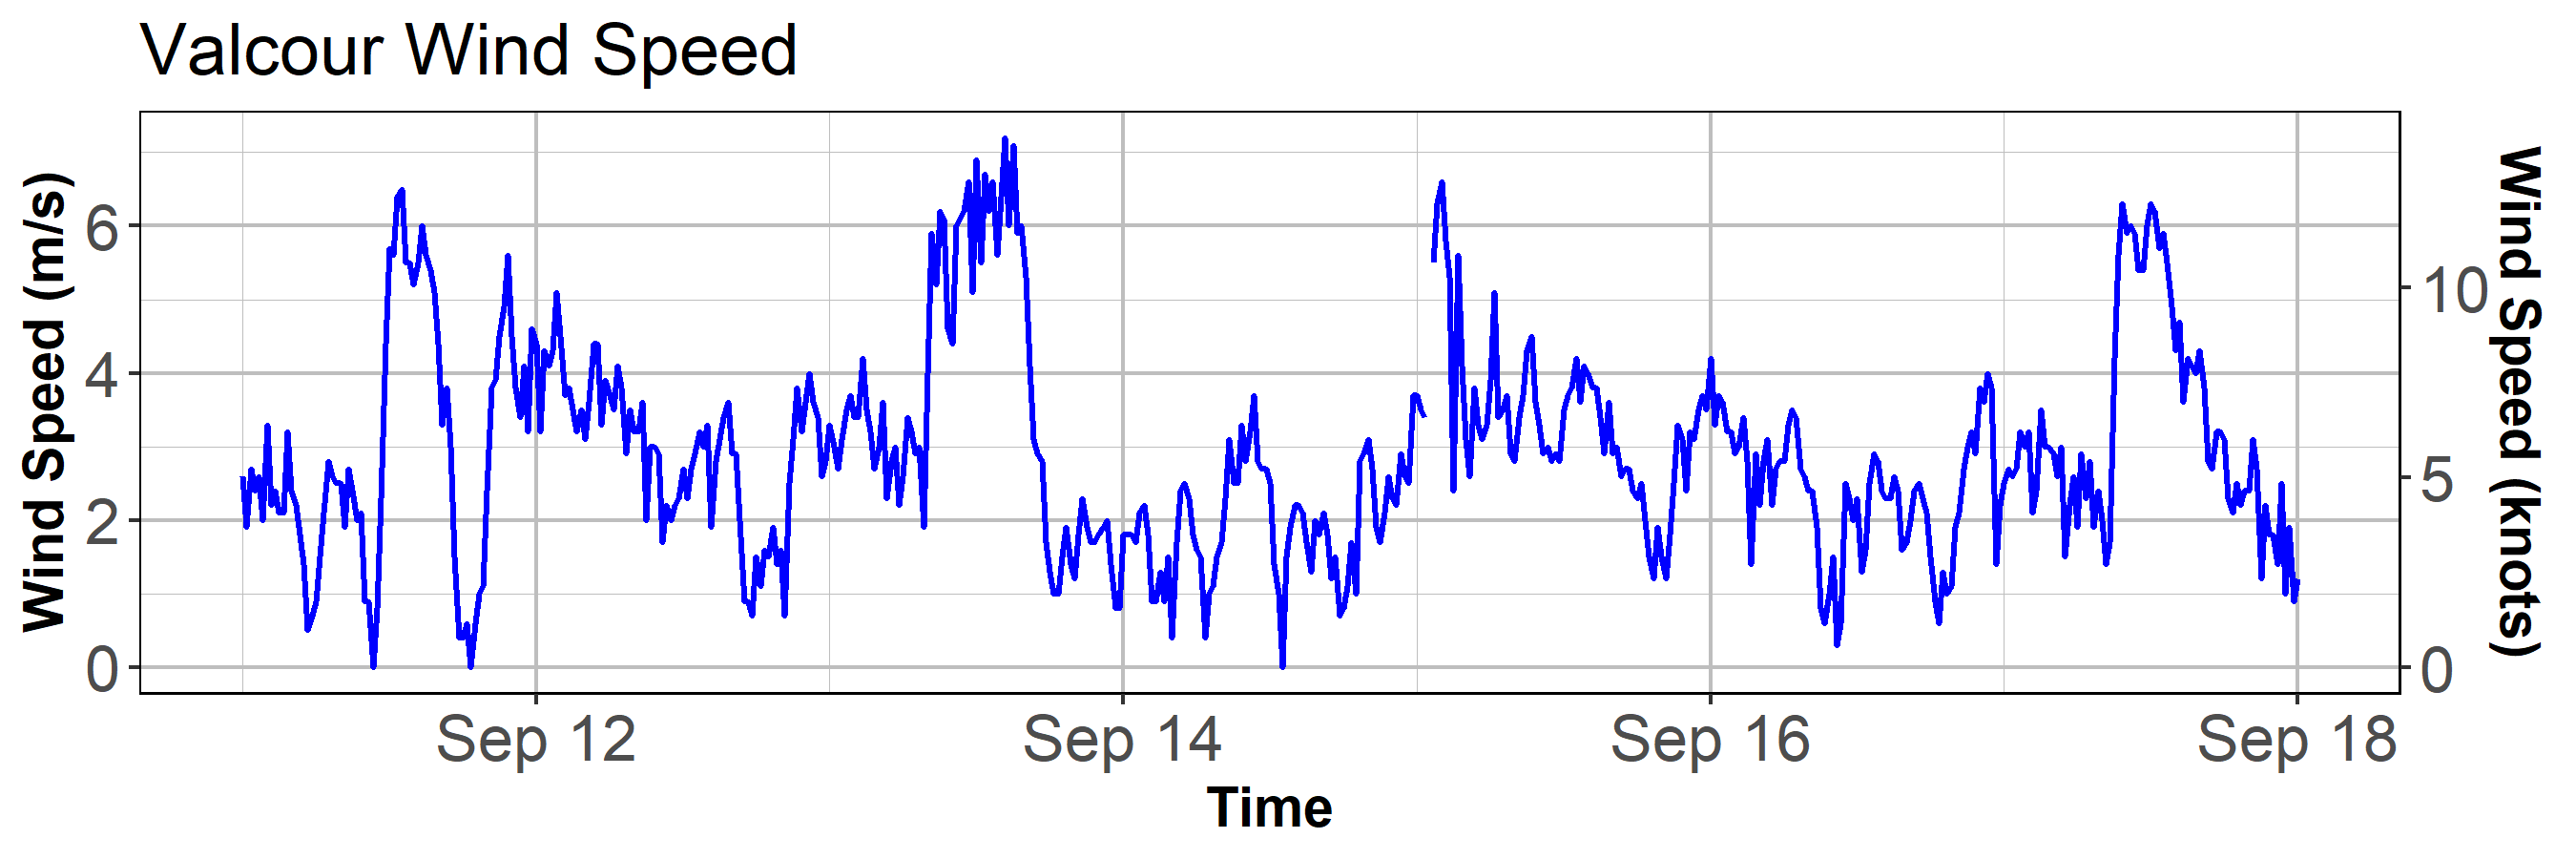 Valcour Wind Speed
Wind Speed (m/s)
6
4
2
0
10
5
0
Wind Speed (knots)
Sep 12
Sep 14
Sep 16
Sep 18
Time